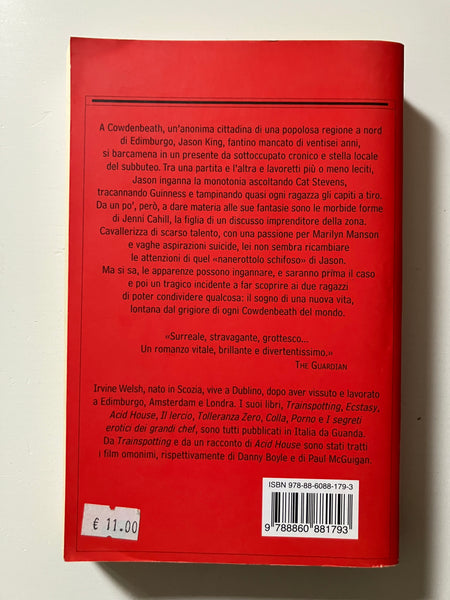 A Cowdenbeath, un'anonima cittadina di una popolosa regione a nord
di Edimburgo, Jason King, fantino mancato di ventisei anni,
si barcamena in un presente da sottoccupato cronico e stella locale
del subbuteo. Tra una partita e l'altra e lavoretti più o meno leciti,
Jason inganna la monotonia ascoltando Cat Stevens,
tracannando Guinness e tampinando quasi ogni ragazza gli capiti a tiro.
Da un po', però, a dare materia alle sue fantasie sono le morbide forme
di Jenni Cahill, la figlia di un discusso imprenditore della zona.
Cavallerizza di scarso talento, con una passione per Marilyn Manson
e vaghe aspirazioni suicide, lei non sembra ricambiare
le attenzioni di quel «nanerottolo schifoso» di Jason.
Ma si sa, le apparenze possono ingannare, e saranno prima il caso
e poi un tragico incidente a far scoprire ai due ragazzi
di poter condividere qualcosa: il sogno di una nuova vita,
lontana dal grigiore di ogni Cowdenbeath del mondo.
«Surreale, stravagante, grottesco...
Un romanzo vitale, brillante e divertentissimo.»
THE GUARDIAN
Irvine Welsh, nato in Scozia, vive a Dublino, dopo aver vissuto e lavorato
a Edimburgo, Amsterdam e Londra. I suoi libri, Trainspotting, Ecstasy,
Acid House, Il lercio, Tolleranza Zero, Colla, Porno e I segreti
erotici dei grandi chef, sono tutti pubblicati in Italia da Guanda.
Da Trainspotting e da un racconto di Acid House sono stati tratti
i film omonimi, rispettivamente di Danny Boyle e di Paul McGuigan.
ISBN 978-88-6088-179-3
9 788860 881793
€ 11.00